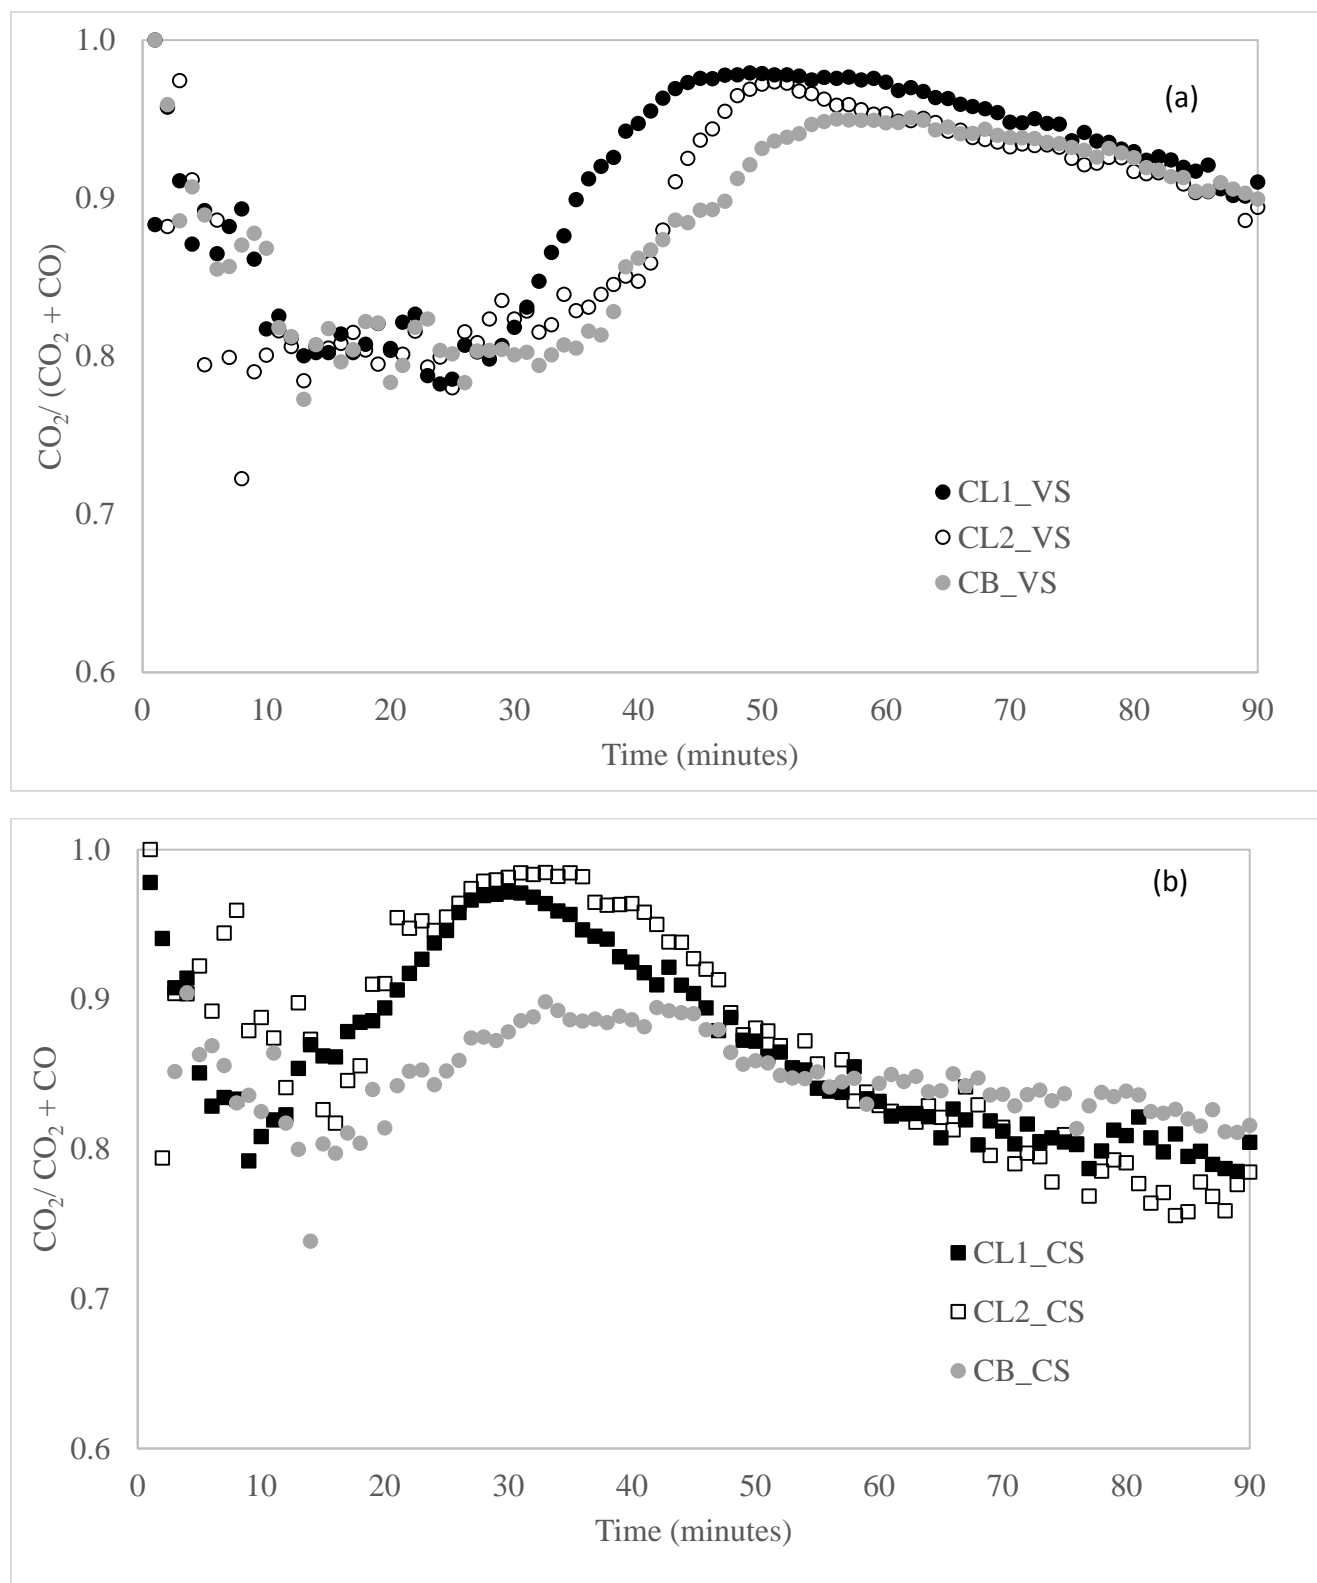 1.0
(a)
0.9
0.8
0.7
0.6
CO₂/ (CO₂ + CO)
CL1_VS
CL2_VS
CB_VS
0 10 20 30 40 50 60 70 80 90
Time (minutes)
1.0
(b)
0.9
0.8
0.7
0.6
CO₂/ CO₂ + CO
CL1_CS
CL2_CS
CB_CS
0 10 20 30 40 50 60 70 80 90
Time (minutes)